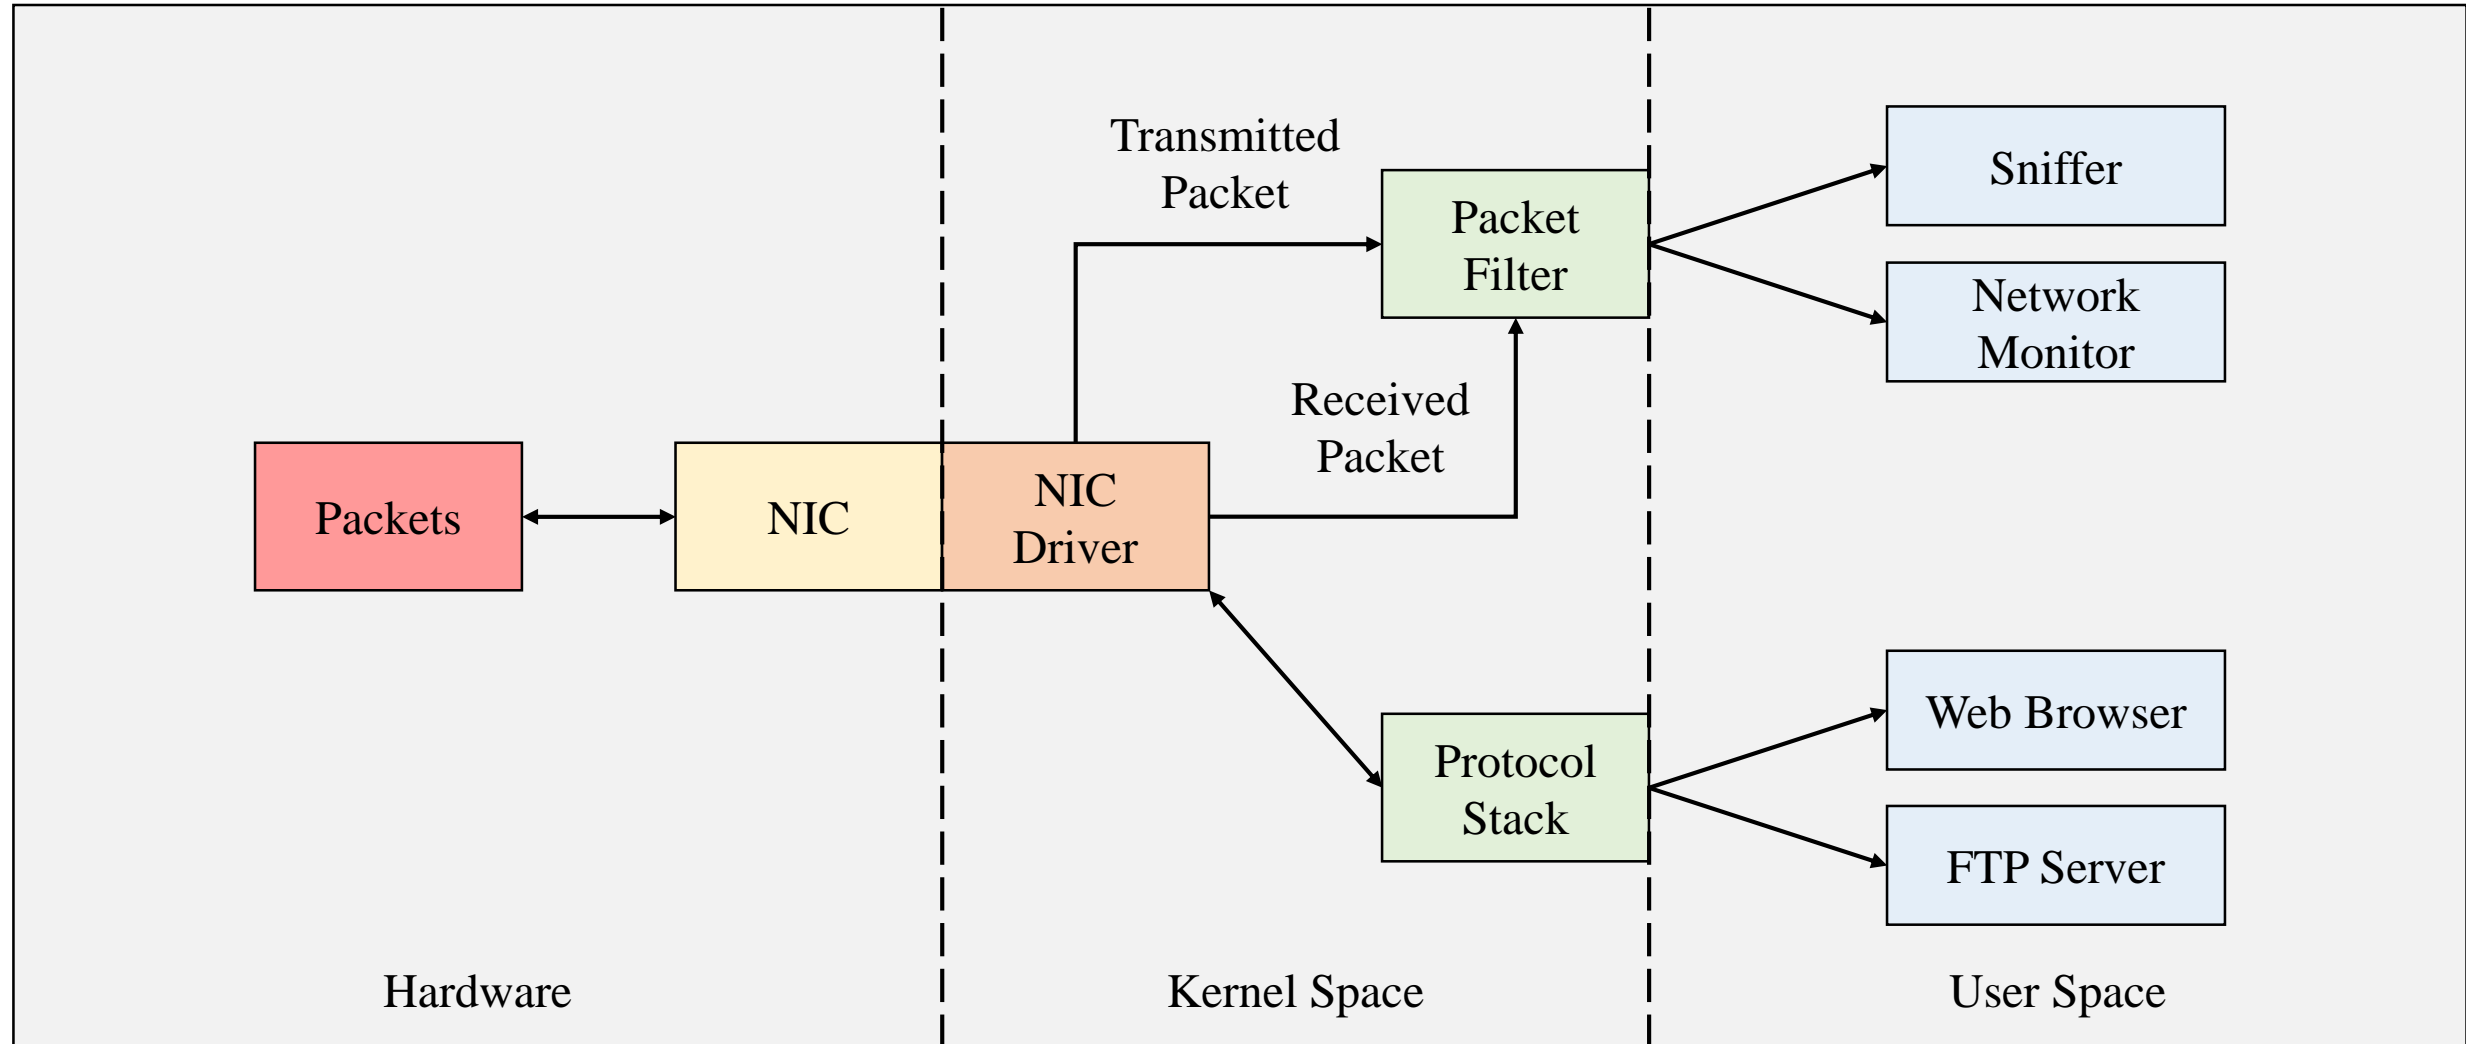 Transmitted
Packet
Packet
Filter
Sniffer
Network
Monitor
Received
Packet
Packets
NIC
NIC
Driver
Protocol
Stack
Web Browser
FTP Server
Hardware
Kernel Space
User Space